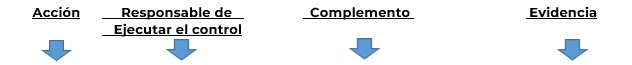 Acción Responsable de Complemento Evidencia
Ejecutar el control